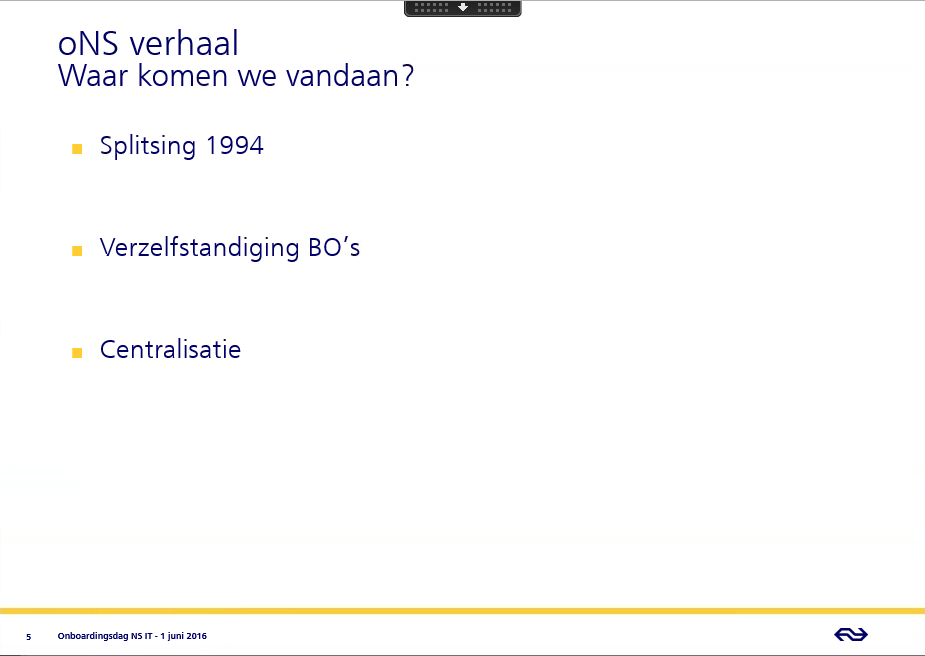 oNS verhaal
Waar komen we vandaan?
Splitsing 1994
Verzelfstandiging BO’s
Centralisatie
5 Onboardingsdag NS IT - 1 juni 2016